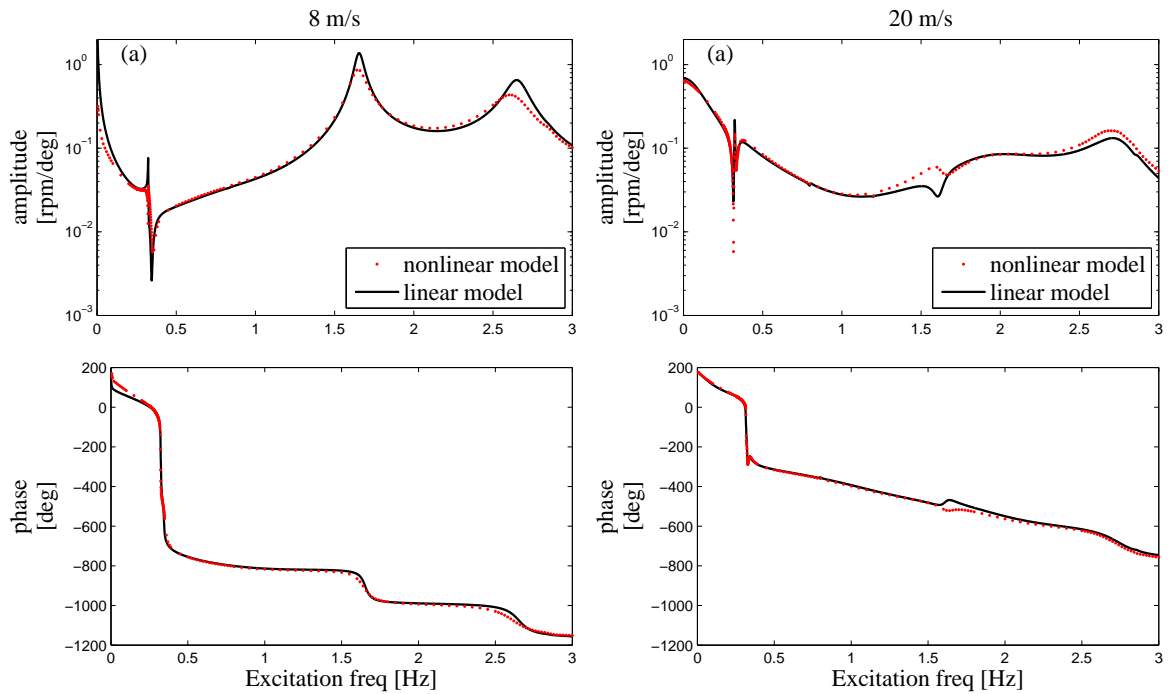 8 m/s
(a)
amplitude
[rpm/deg]
10^0
10^-1
10^-2
10^-3
0 0.5 1 1.5 2 2.5 3
nonlinear model
linear model
20 m/s
(a)
amplitude
[rpm/deg]
10^0
10^-1
10^-2
10^-3
0 0.5 1 1.5 2 2.5 3
nonlinear model
linear model
phase
[deg]
200
0
−200
−400
−600
−800
−1000
−1200
0 0.5 1 1.5 2 2.5 3
Excitation freq [Hz]
phase
[deg]
200
0
−200
−400
−600
−800
−1000
−1200
0 0.5 1 1.5 2 2.5 3
Excitation freq [Hz]